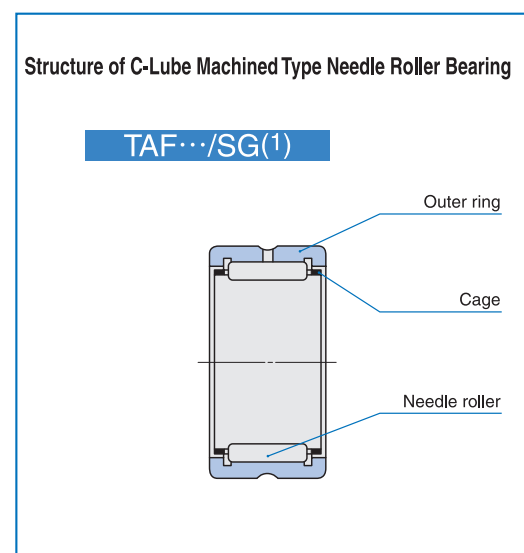 Structure of C-Lube Machined Type Needle Roller Bearing
TAF···/SG(1)
Outer ring
Cage
Needle roller